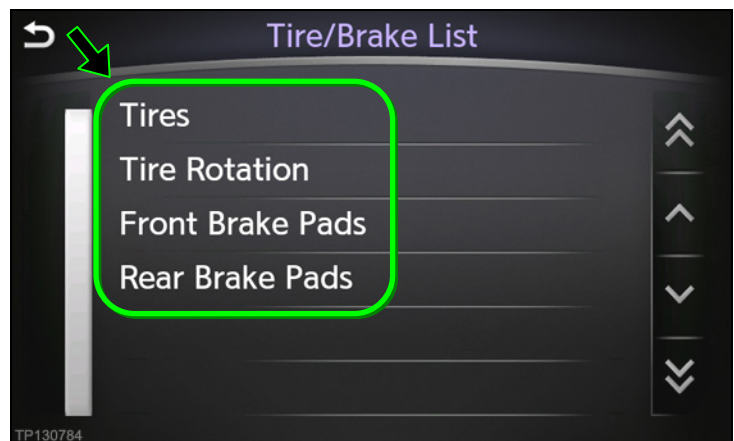 Tire/Brake List
Tires
Tire Rotation
Front Brake Pads
Rear Brake Pads
TP130784